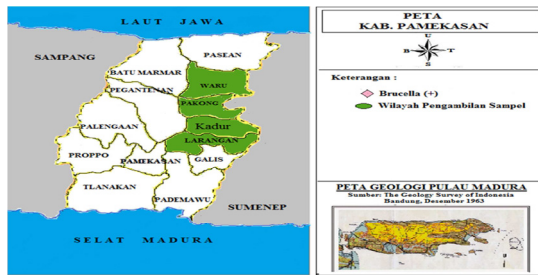 LAUT JAWA
SAMPANG
PASEAN
BATU MARMAR
WARU
PEGANTENAN
PAKONG
PALENGAAN
Kadur
LARANGAN
PROPPO
PAMEKASAN
GALIS
TLANAKAN
PADEMAWU
SUMENEP
SELAT MADURA
PETA
KAB. PAMEKASAN
U
B T
S
Keterangan :
Brucella (+)
Wilayah Pengambilan Sampel
PETA GEOLOGI PULAU MADURA
Sumber: The Geology Survey of Indonesia
Bandung, Desember 1963